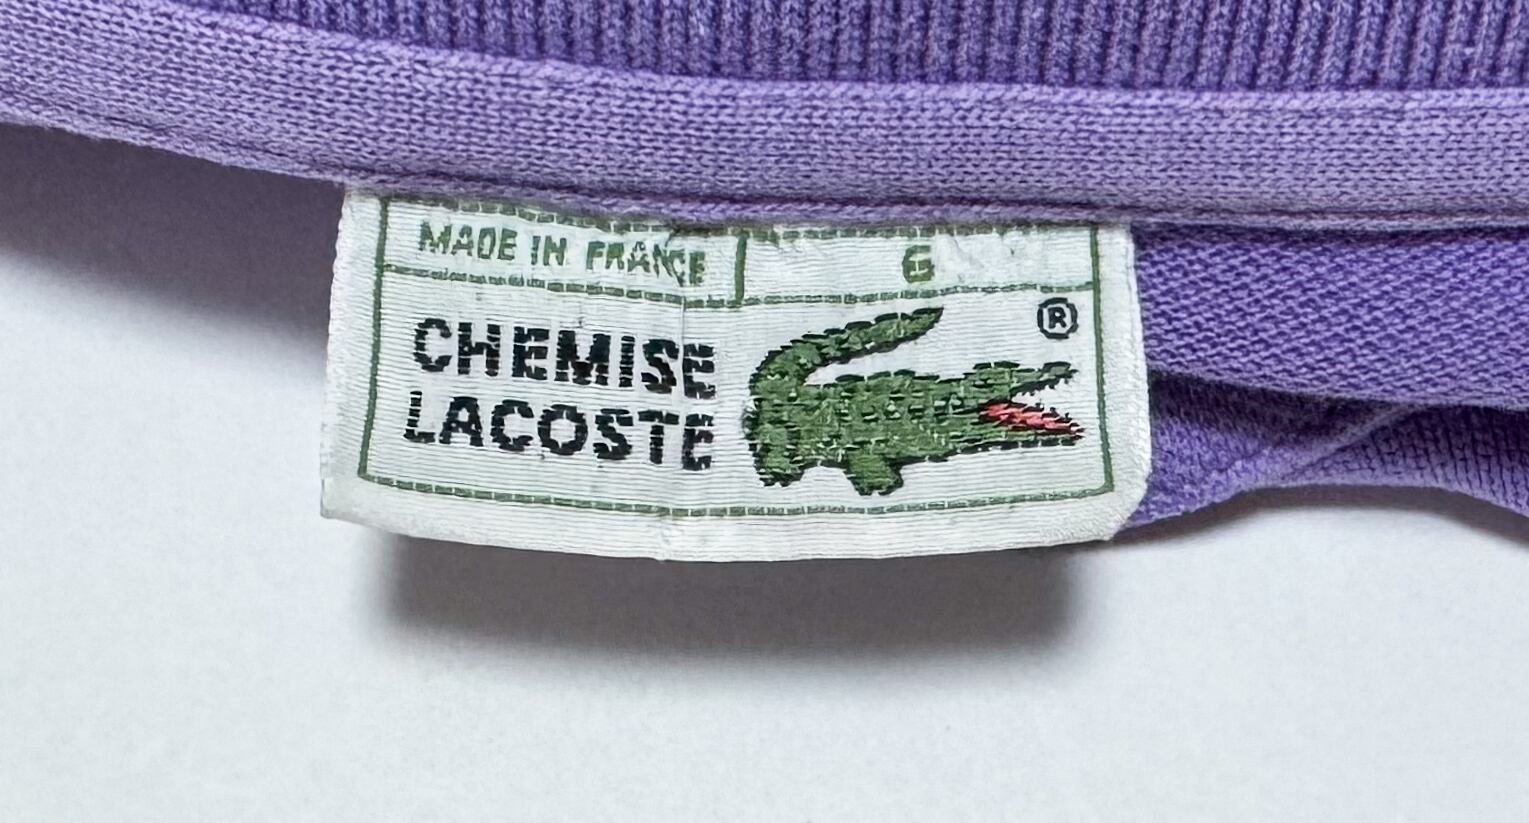 MADE IN FRANCE 6
CHEMISE
LACOSTE
®